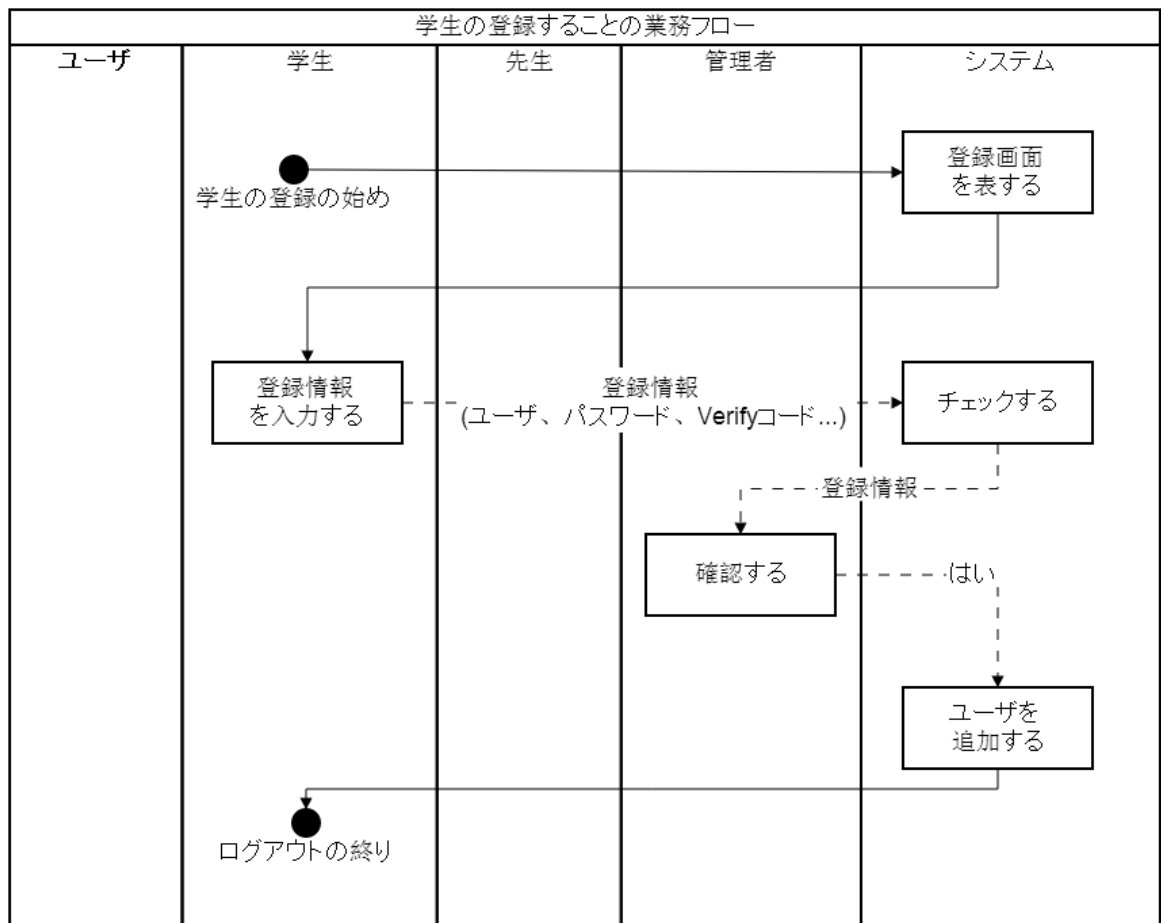 学生の登録することの業務フロー
ユーザ
学生
先生
管理者
システム
登録画面
を表する
学生の登録の始め
登録情報
を入力する
登録情報
(ユーザ、パスワード、Verifyコード...)
チェックする
登録情報
確認する
はい
ユーザを
追加する
ログアウトの終り